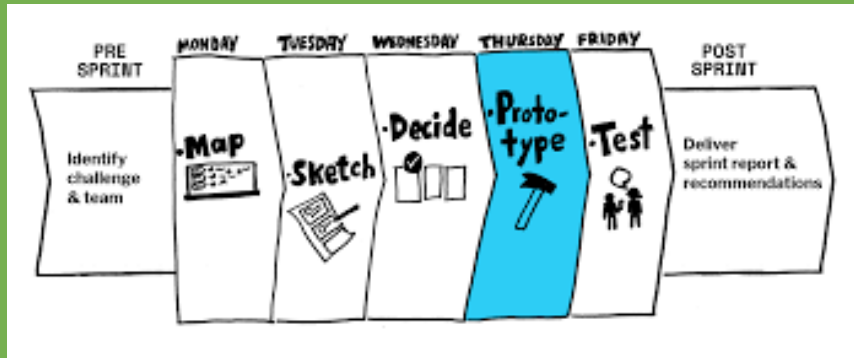 PRE
SPRINT
MONDAY
TUESDAY
WEDNESDAY
THURSDAY
FRIDAY
POST
SPRINT
Identify
challenge
& team
·Map
·Sketch
·Decide
·Proto-
type
·Test
Deliver
sprint report &
recommendations